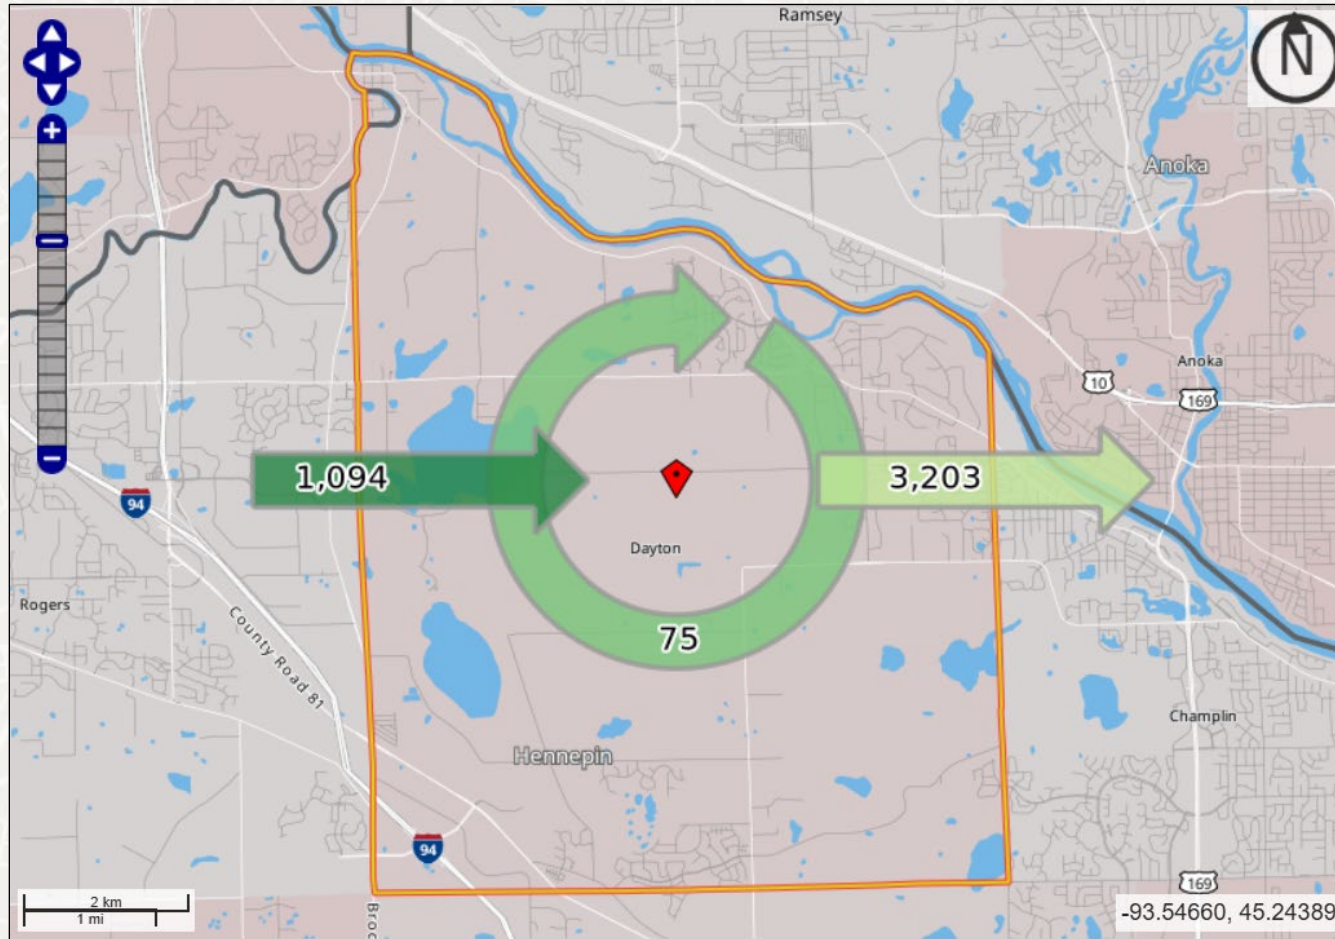 Ramsey
N
Anoka
Anoka
10
169
94
1,094
3,203
Dayton
Rogers
County Road 81
75
Champlin
Hennepin
94
169
2 km
1 mi
Broc
-93.54660, 45.24389